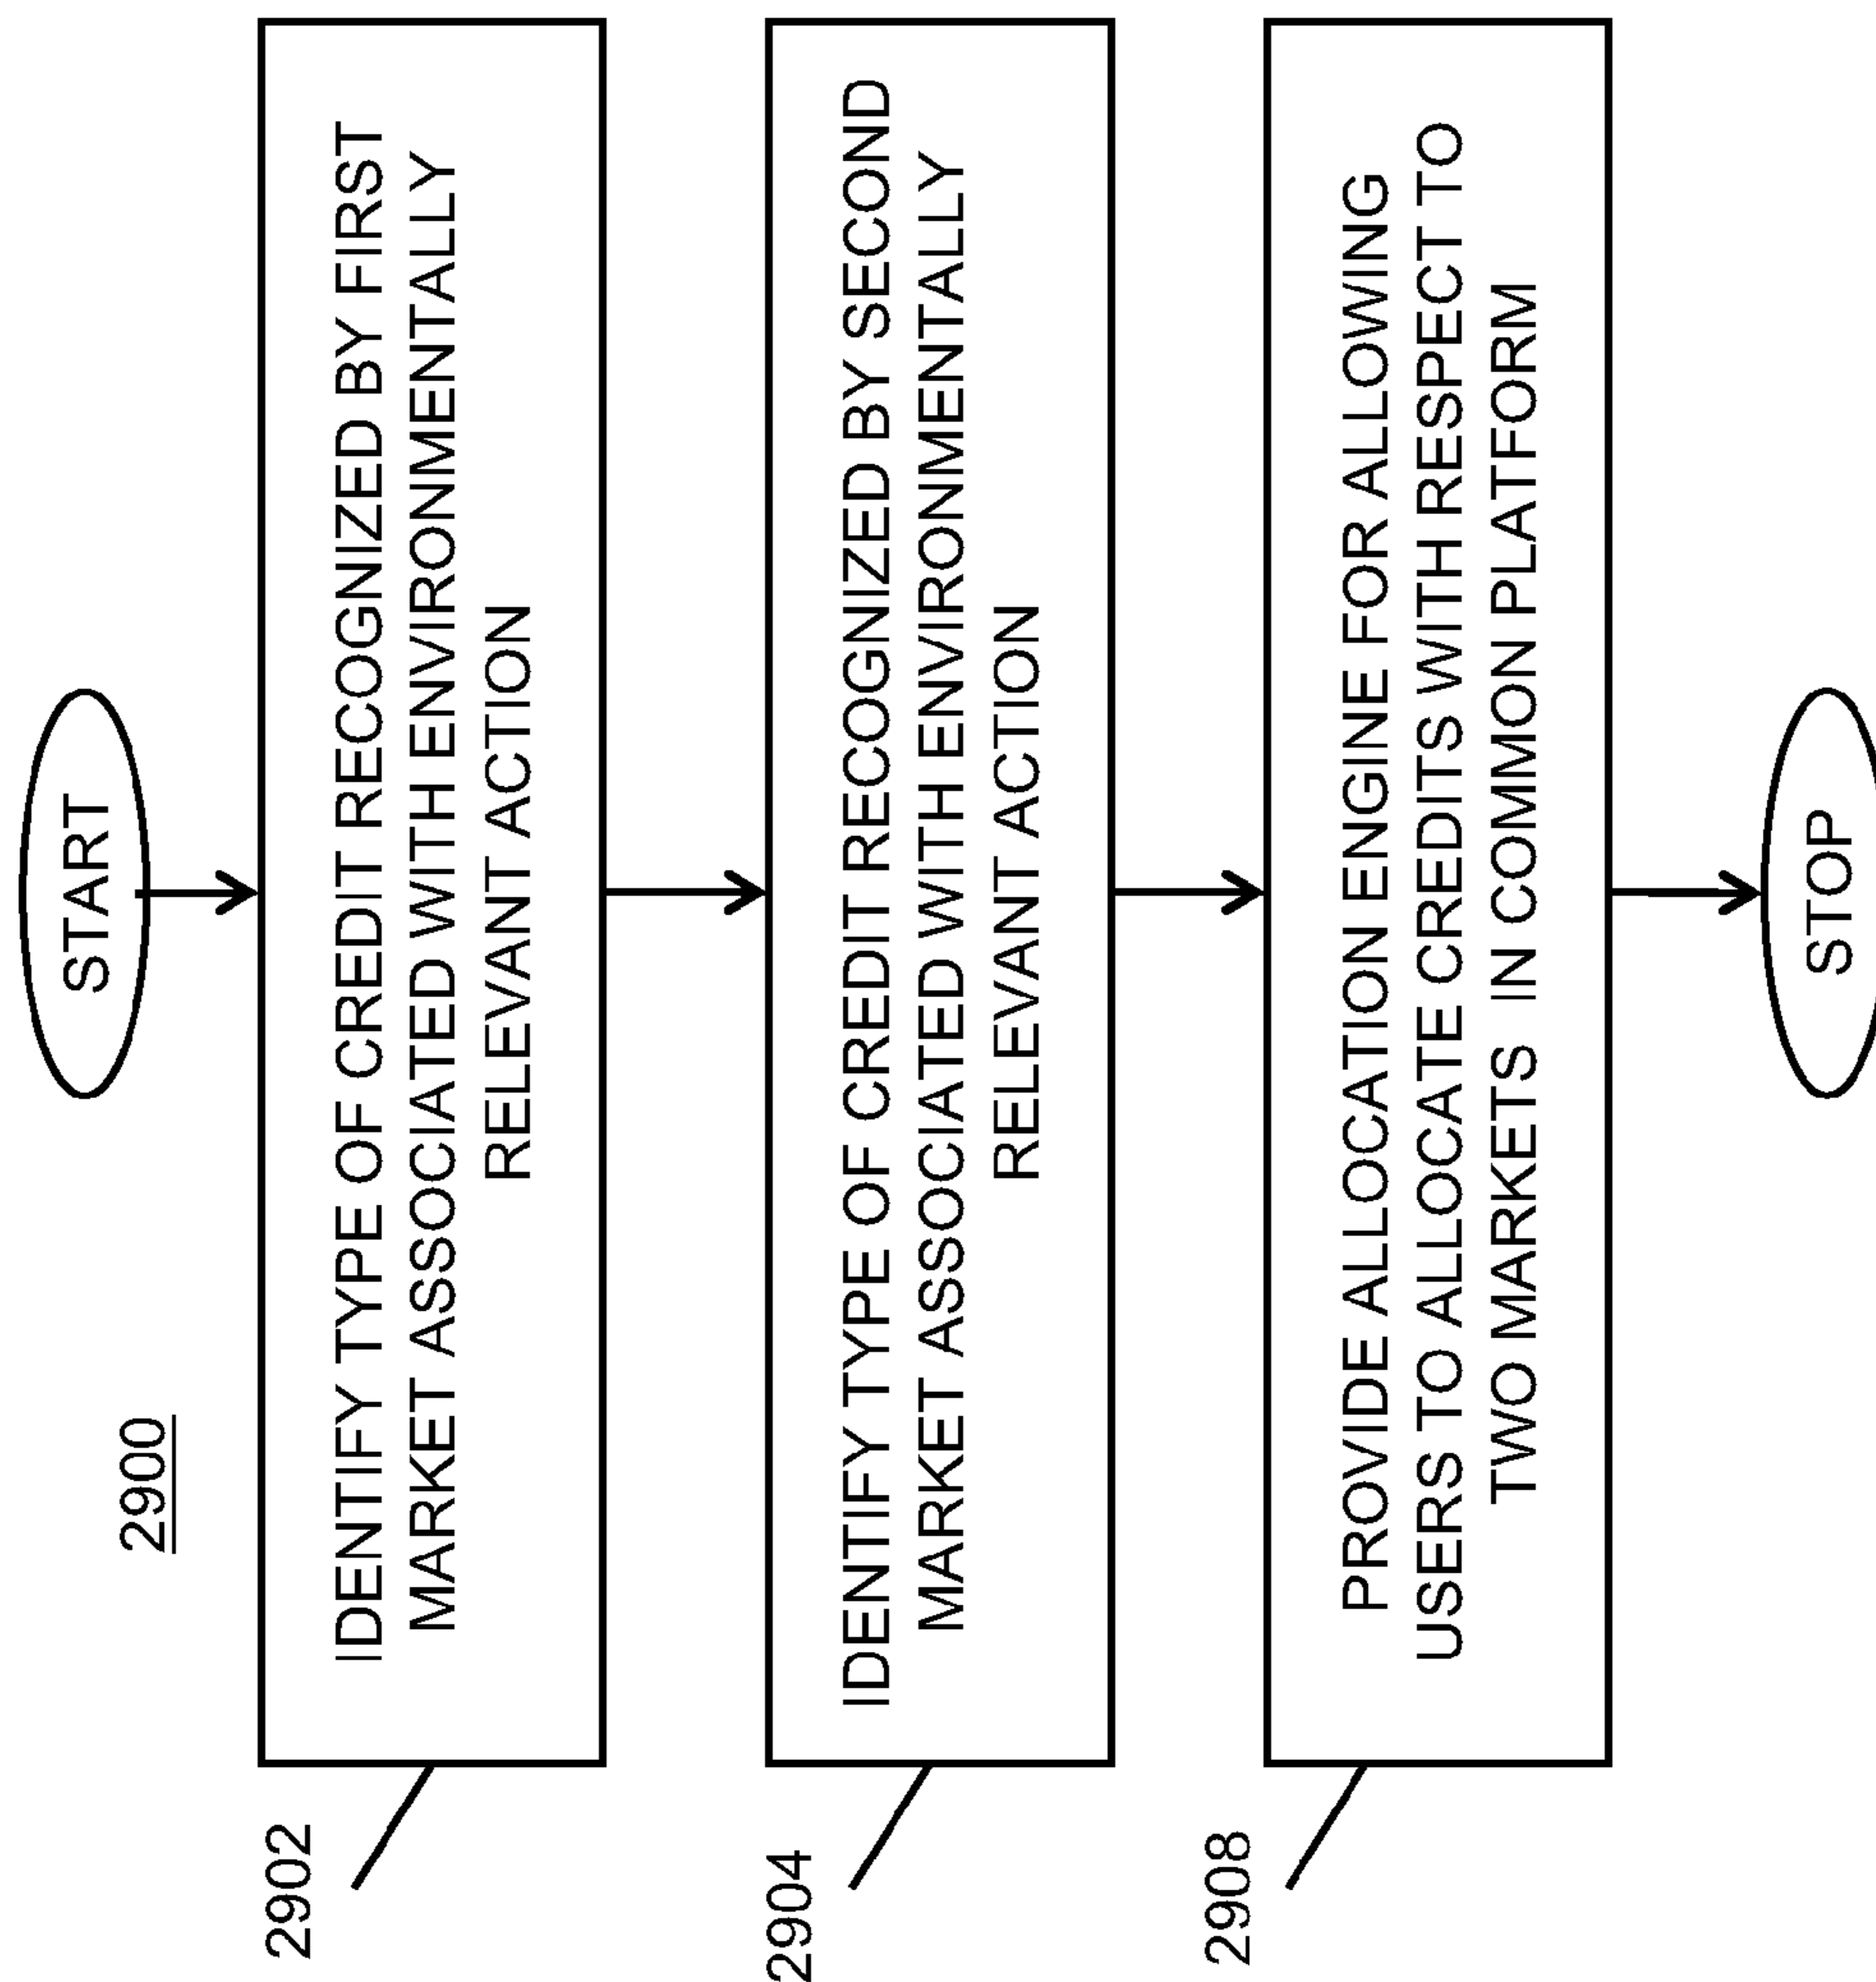 2900
START
2902
IDENTIFY TYPE OF CREDIT RECOGNIZED BY FIRST
MARKET ASSOCIATED WITH ENVIRONMENTALLY
RELEVANT ACTION
2904
IDENTIFY TYPE OF CREDIT RECOGNIZED BY SECOND
MARKET ASSOCIATED WITH ENVIRONMENTALLY
RELEVANT ACTION
2908
PROVIDE ALLOCATION ENGINE FOR ALLOWING
USERS TO ALLOCATE CREDITS WITH RESPECT TO
TWO MARKETS IN COMMON PLATFORM
STOP